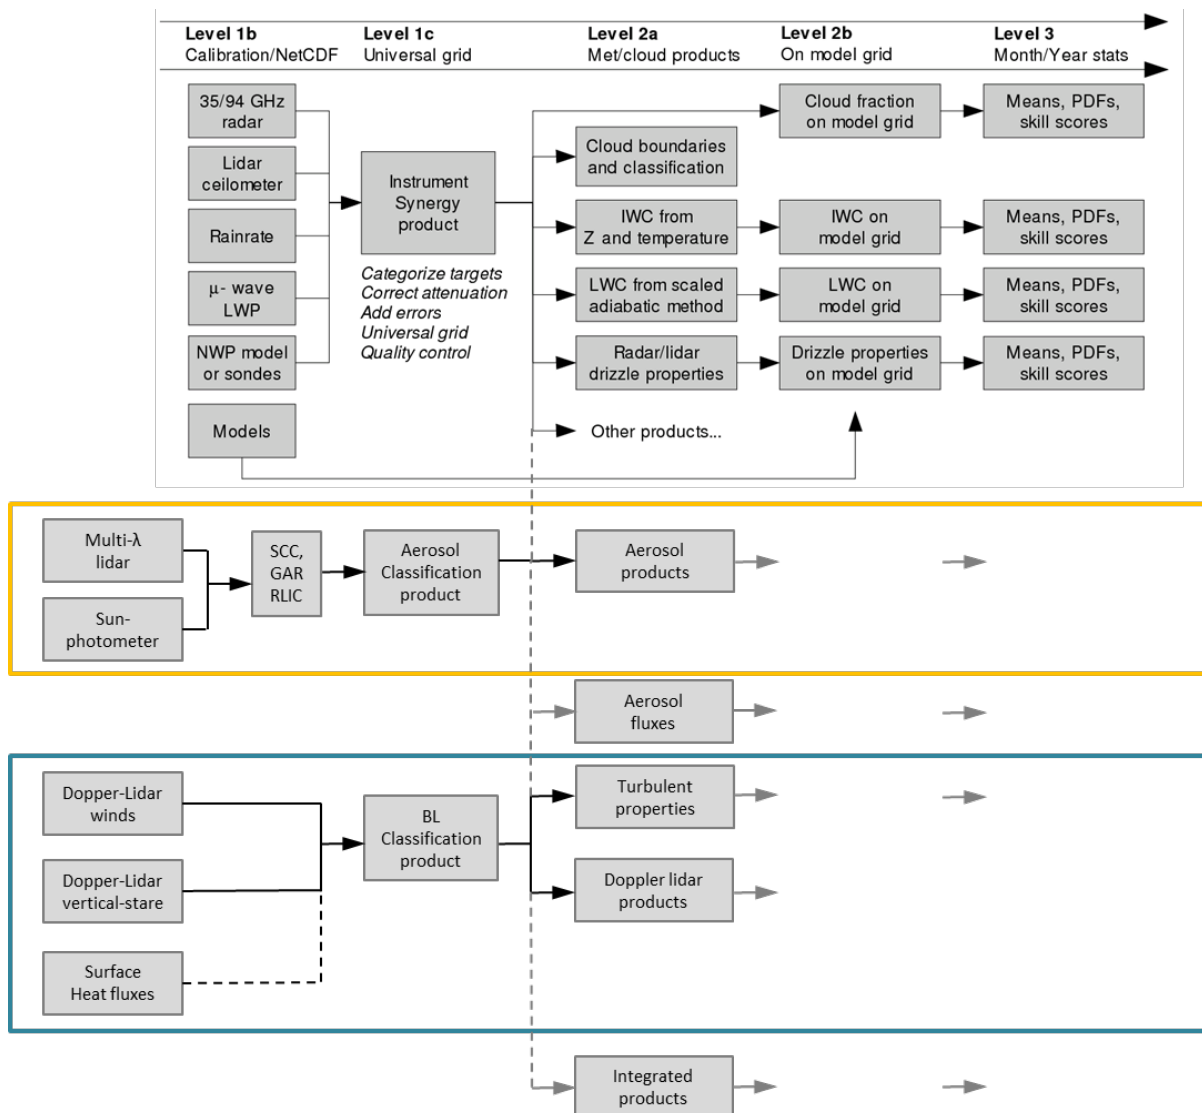 Level 1b
Calibration/NetCDF
Level 1c
Universal grid
Level 2a
Met/cloud products
Level 2b
On model grid
Level 3
Month/Year stats
35/94 GHz
radar
Lidar
ceilometer
Rainrate
μ- wave
LWP
NWP model
or sondes
Models
Instrument
Synergy
product
Categorize targets
Correct attenuation
Add errors
Universal grid
Quality control
Cloud fraction
on model grid
Means, PDFs,
skill scores
Cloud boundaries
and classification
IWC from
Z and temperature
IWC on
model grid
Means, PDFs,
skill scores
LWC from scaled
adiabatic method
LWC on
model grid
Means, PDFs,
skill scores
Radar/lidar
drizzle properties
Drizzle properties
on model grid
Means, PDFs,
skill scores
Other products...
Multi-λ
lidar
Sun-
photometer
SCC,
GAR
RLIC
Aerosol
Classification
product
Aerosol
products
Aerosol
fluxes
Dopper-Lidar
winds
Dopper-Lidar
vertical-stare
Surface
Heat fluxes
BL
Classification
product
Turbulent
properties
Doppler lidar
products
Integrated
products